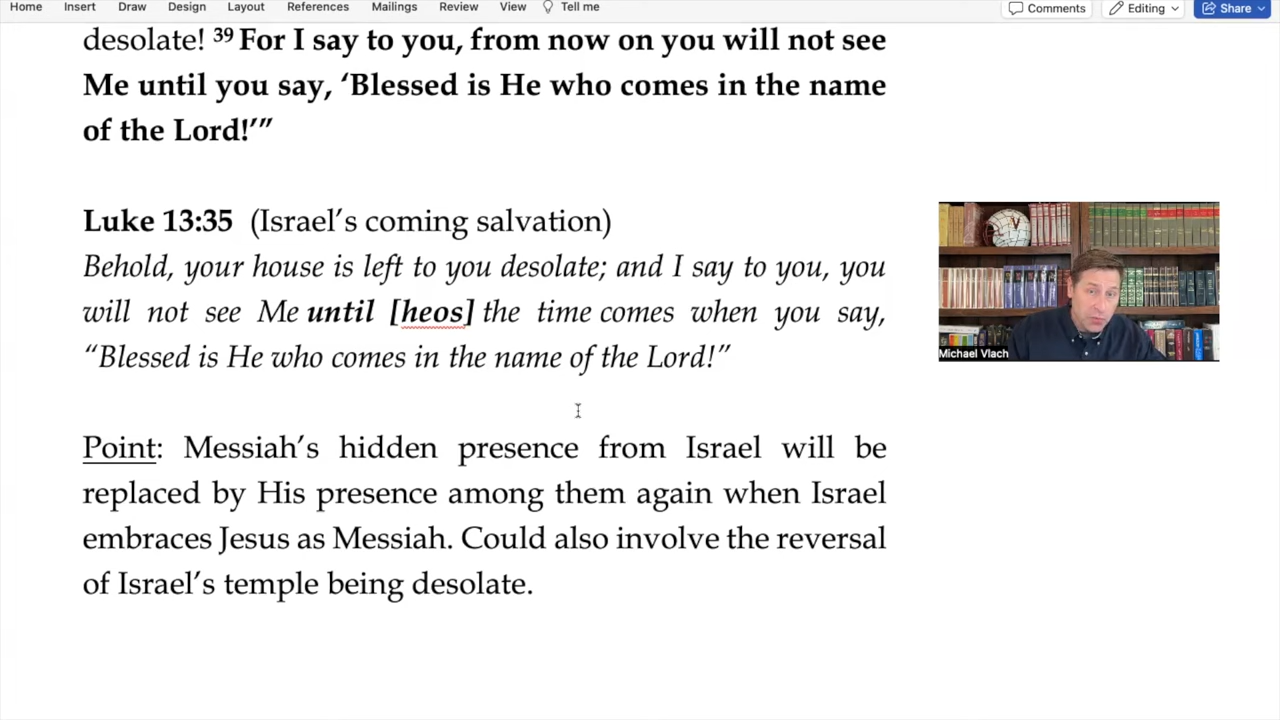 Home Insert Draw Design Layout References Mailings Review View Tell me Comments Editing Share
desolate! 39 For I say to you, from now on you will not see
Me until you say, ‘Blessed is He who comes in the name
of the Lord!’”
Luke 13:35 (Israel’s coming salvation)
Behold, your house is left to you desolate; and I say to you, you
will not see Me until [heos] the time comes when you say,
“Blessed is He who comes in the name of the Lord!”
Michael Vlach
Point: Messiah’s hidden presence from Israel will be
replaced by His presence among them again when Israel
embraces Jesus as Messiah. Could also involve the reversal
of Israel’s temple being desolate.